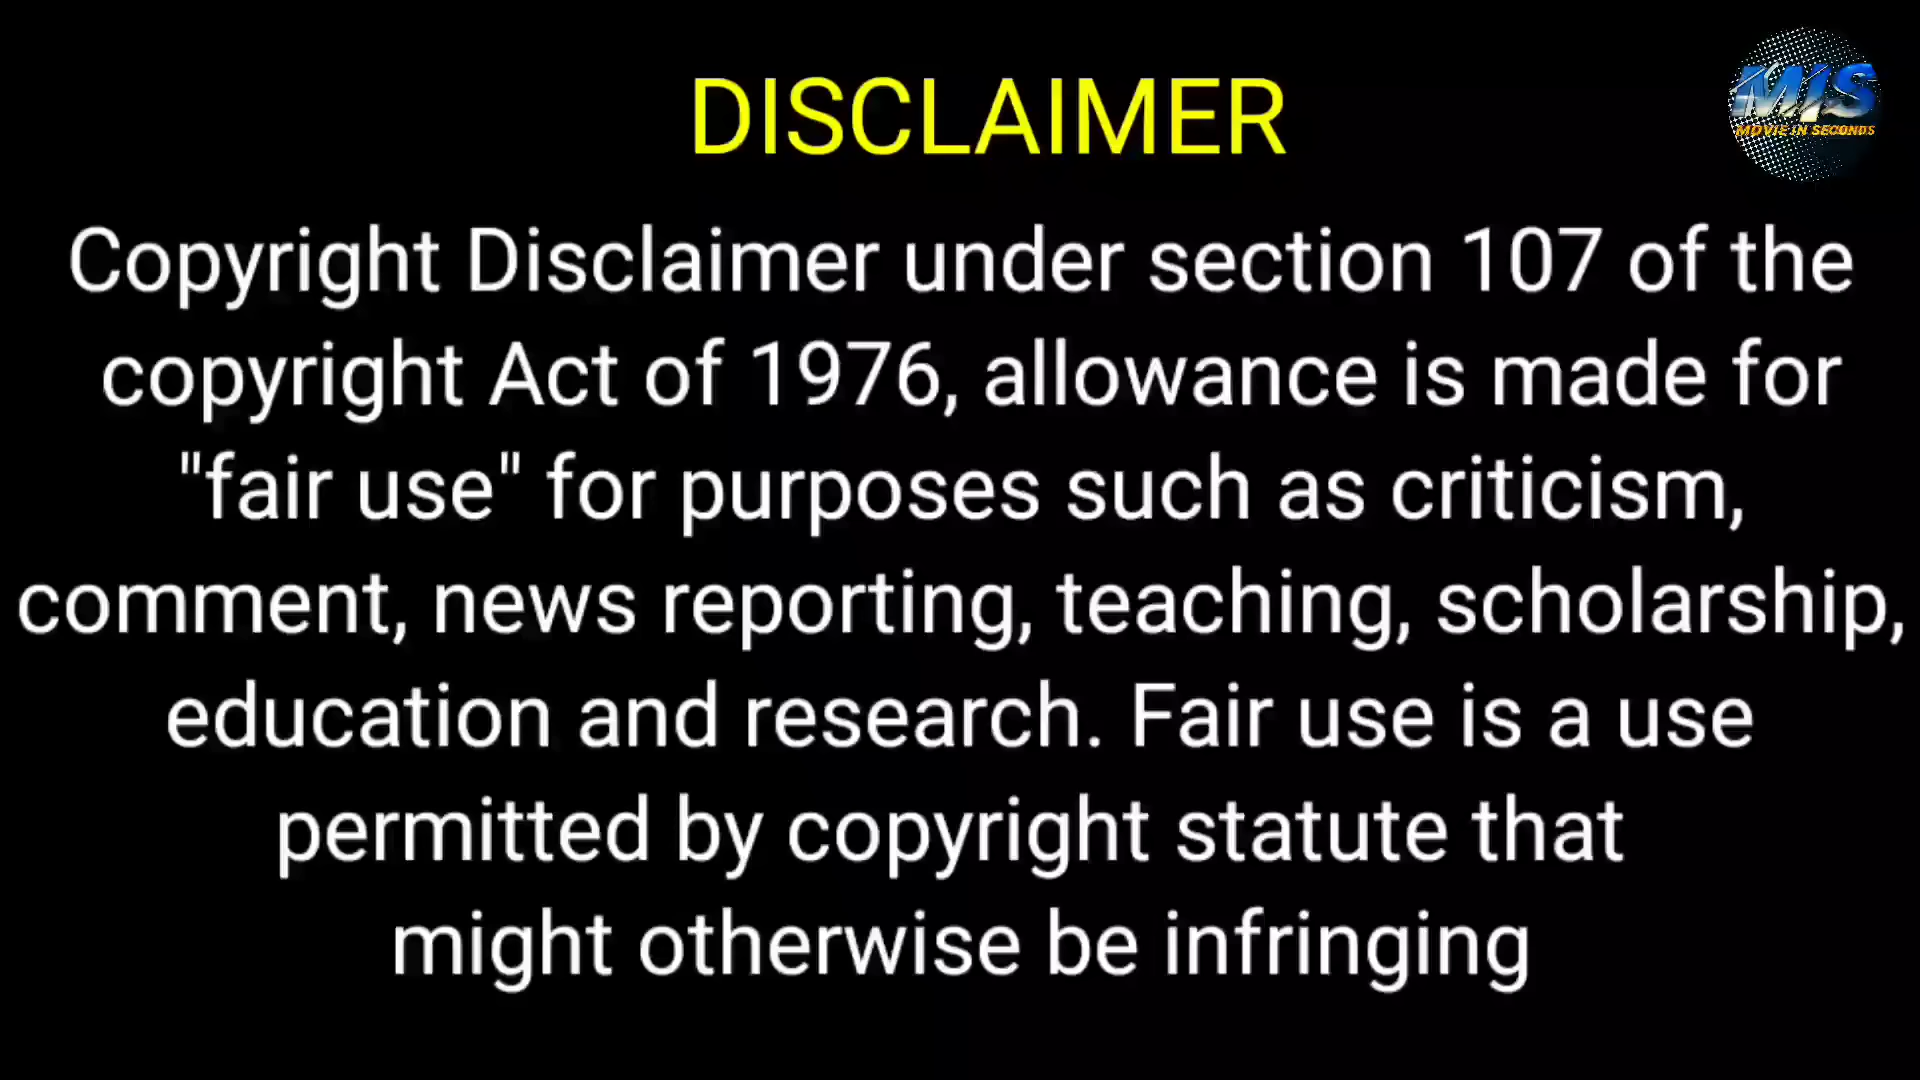 DISCLAIMER
MIS
MOVIE IN SECONDS
Copyright Disclaimer under section 107 of the
copyright Act of 1976, allowance is made for
"fair use" for purposes such as criticism,
comment, news reporting, teaching, scholarship,
education and research. Fair use is a use
permitted by copyright statute that
might otherwise be infringing